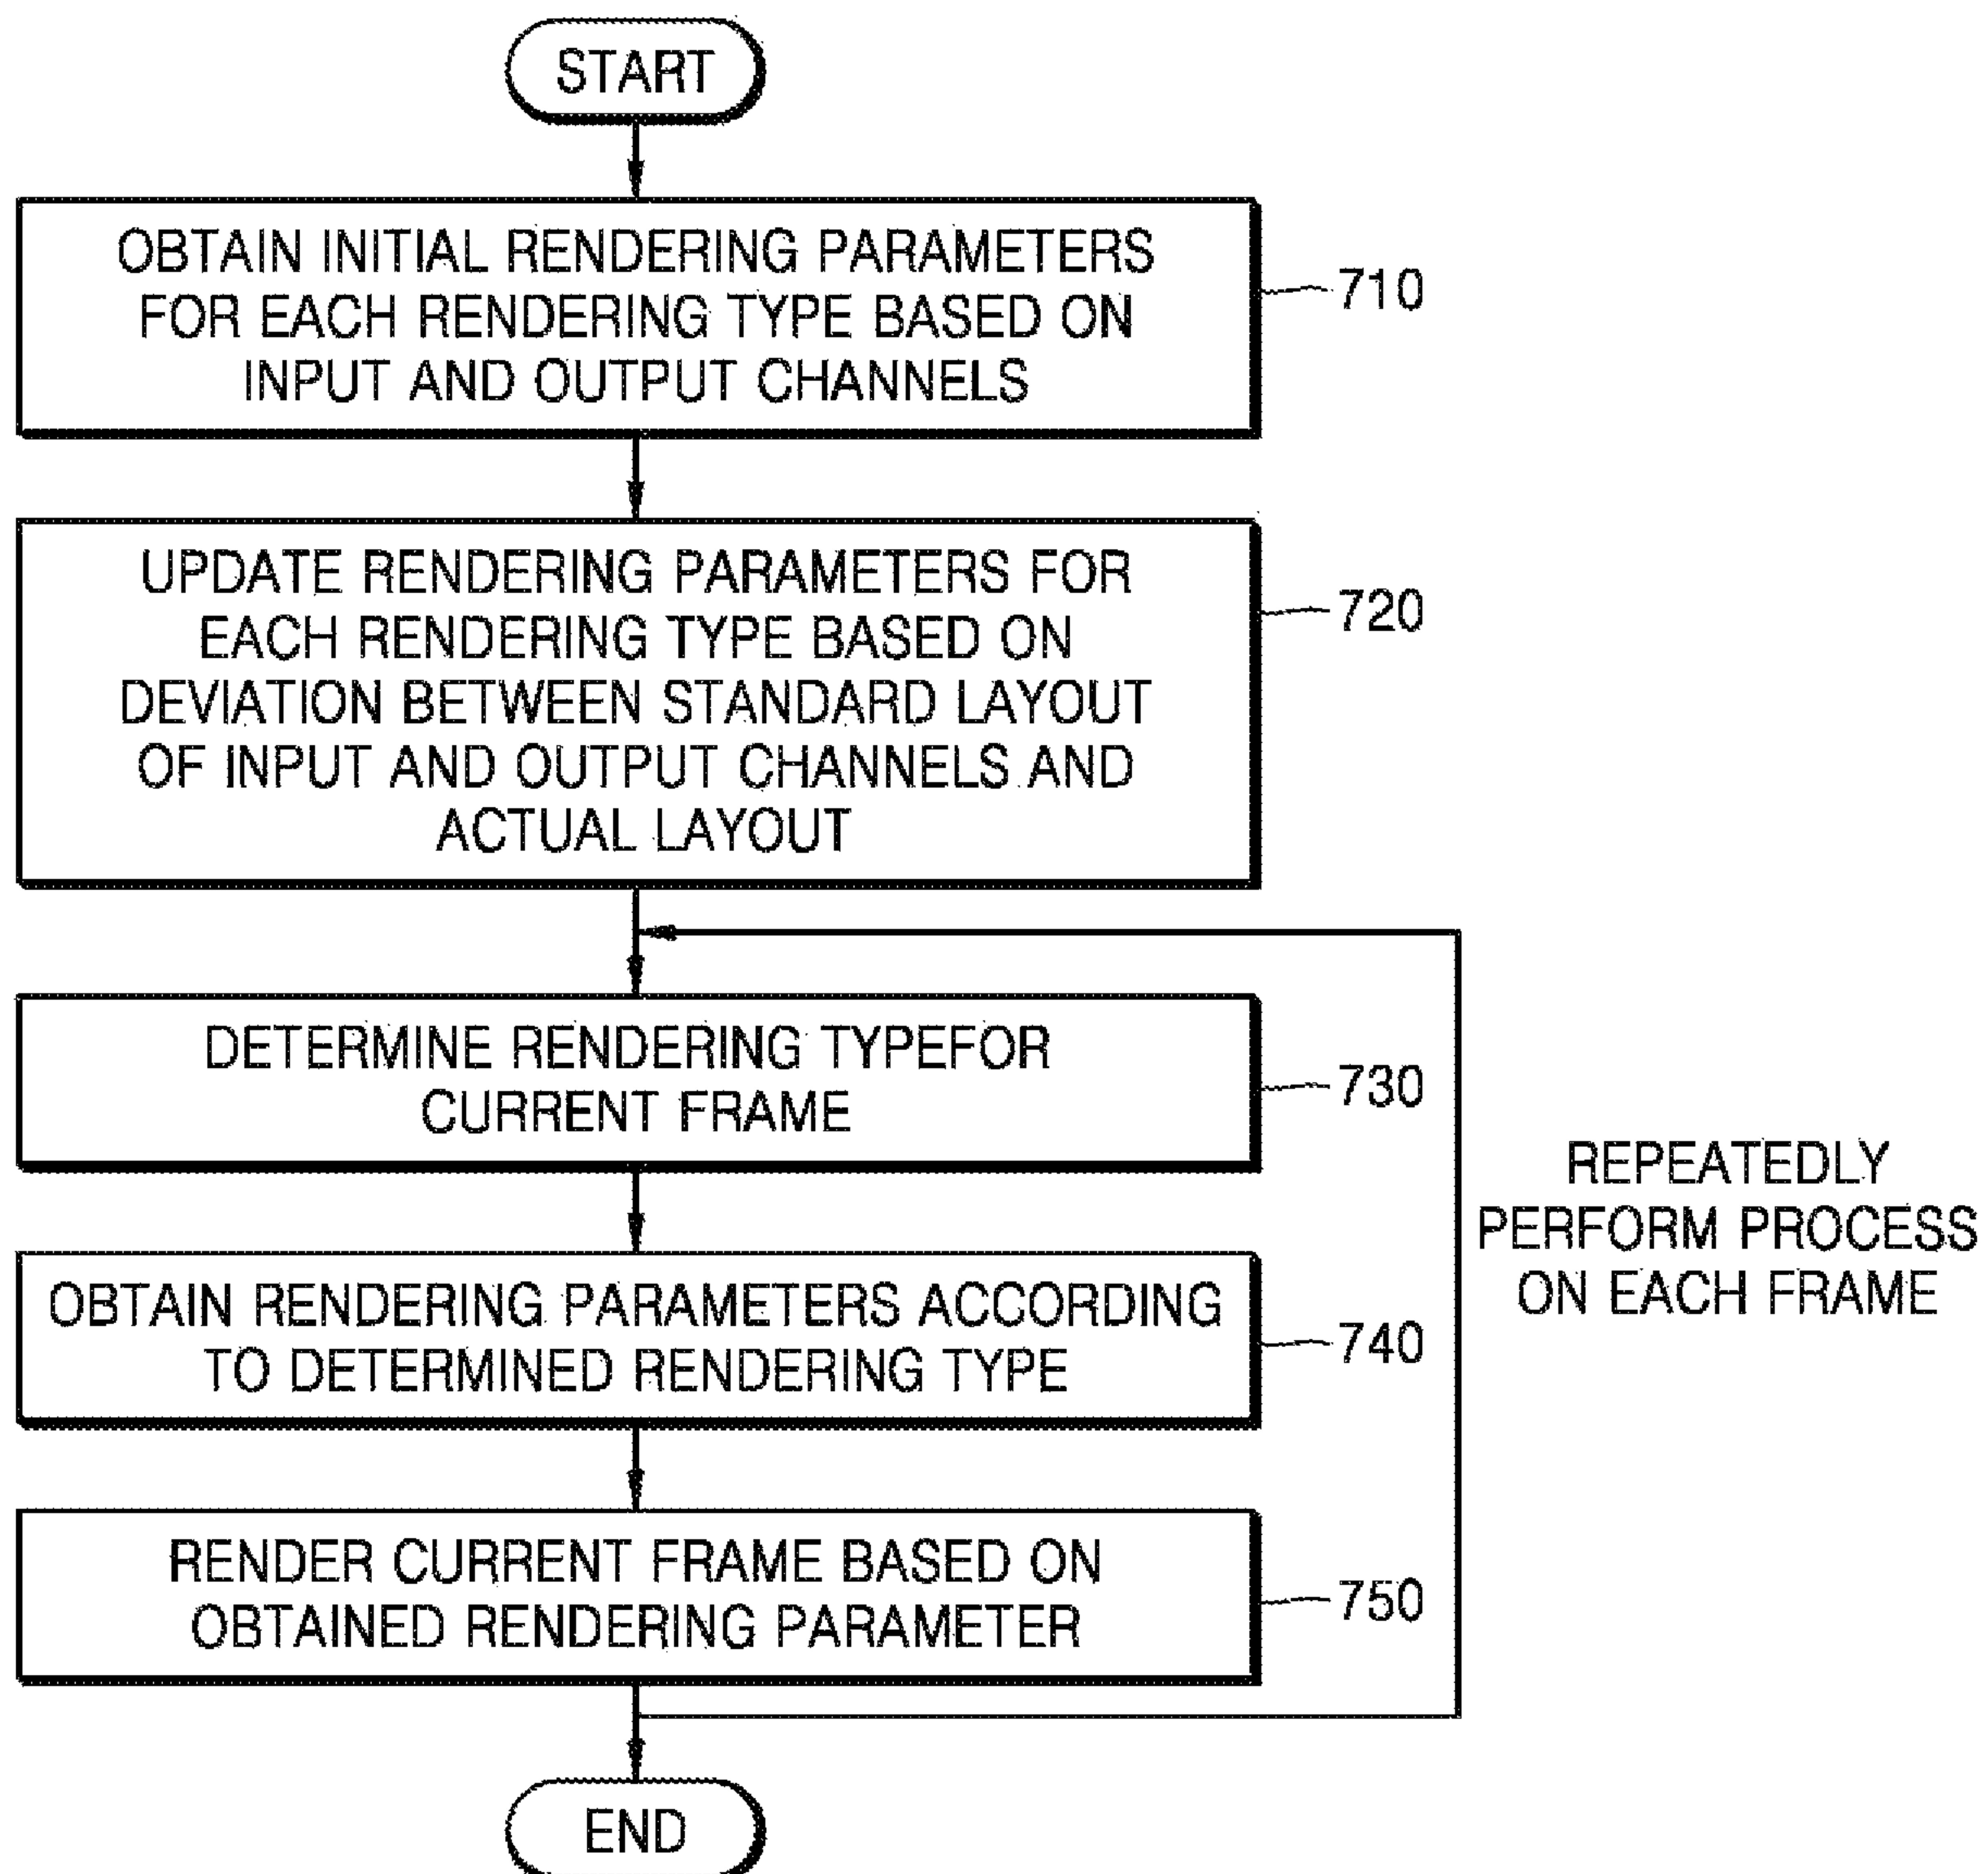 START
OBTAIN INITIAL RENDERING PARAMETERS
FOR EACH RENDERING TYPE BASED ON
INPUT AND OUTPUT CHANNELS
710
UPDATE RENDERING PARAMETERS FOR
EACH RENDERING TYPE BASED ON
DEVIATION BETWEEN STANDARD LAYOUT
OF INPUT AND OUTPUT CHANNELS AND
ACTUAL LAYOUT
720
DETERMINE RENDERING TYPEFOR
CURRENT FRAME
730
REPEATEDLY
PERFORM PROCESS
ON EACH FRAME
OBTAIN RENDERING PARAMETERS ACCORDING
TO DETERMINED RENDERING TYPE
740
RENDER CURRENT FRAME BASED ON
OBTAINED RENDERING PARAMETER
750
END